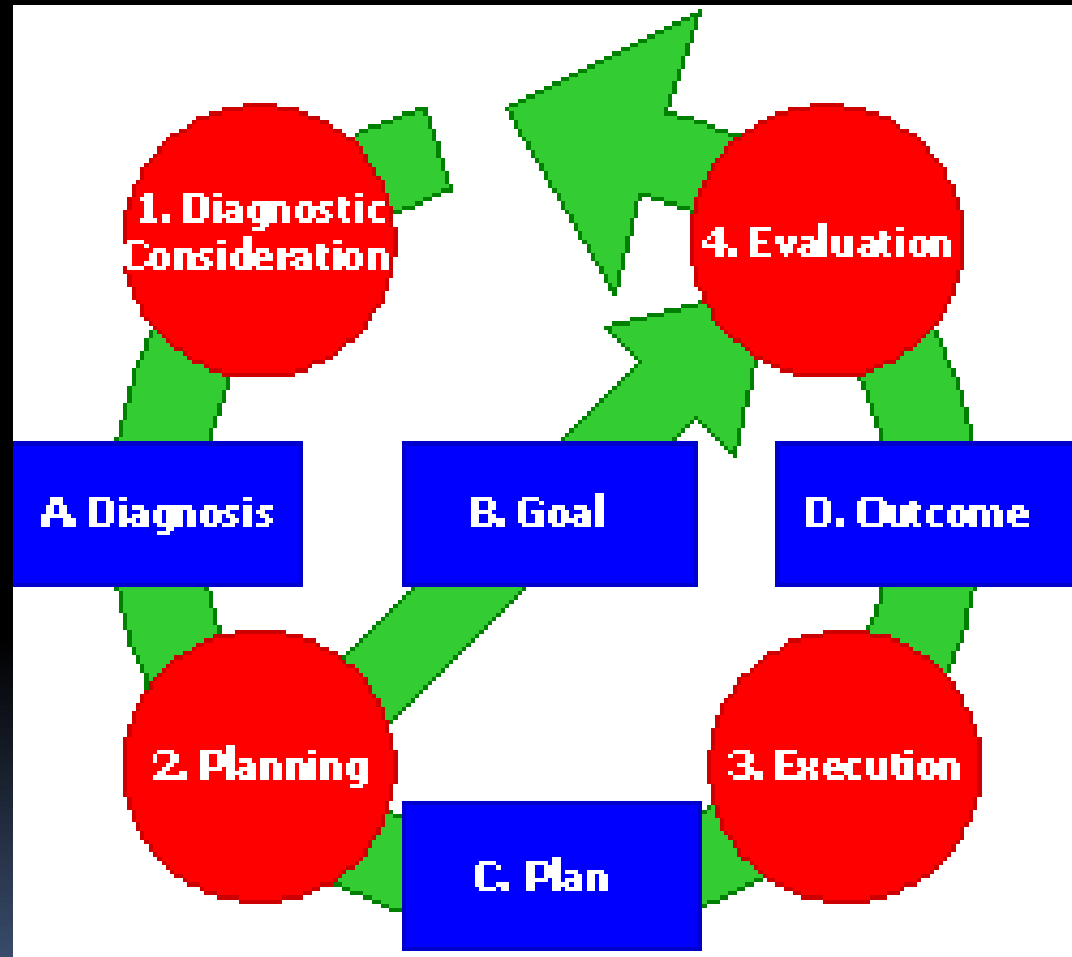 1. Diagnostic
Consideration
4. Evaluation
A. Diagnosis
B. Goal
D. Outcome
2. Planning
3. Execution
C. Plan